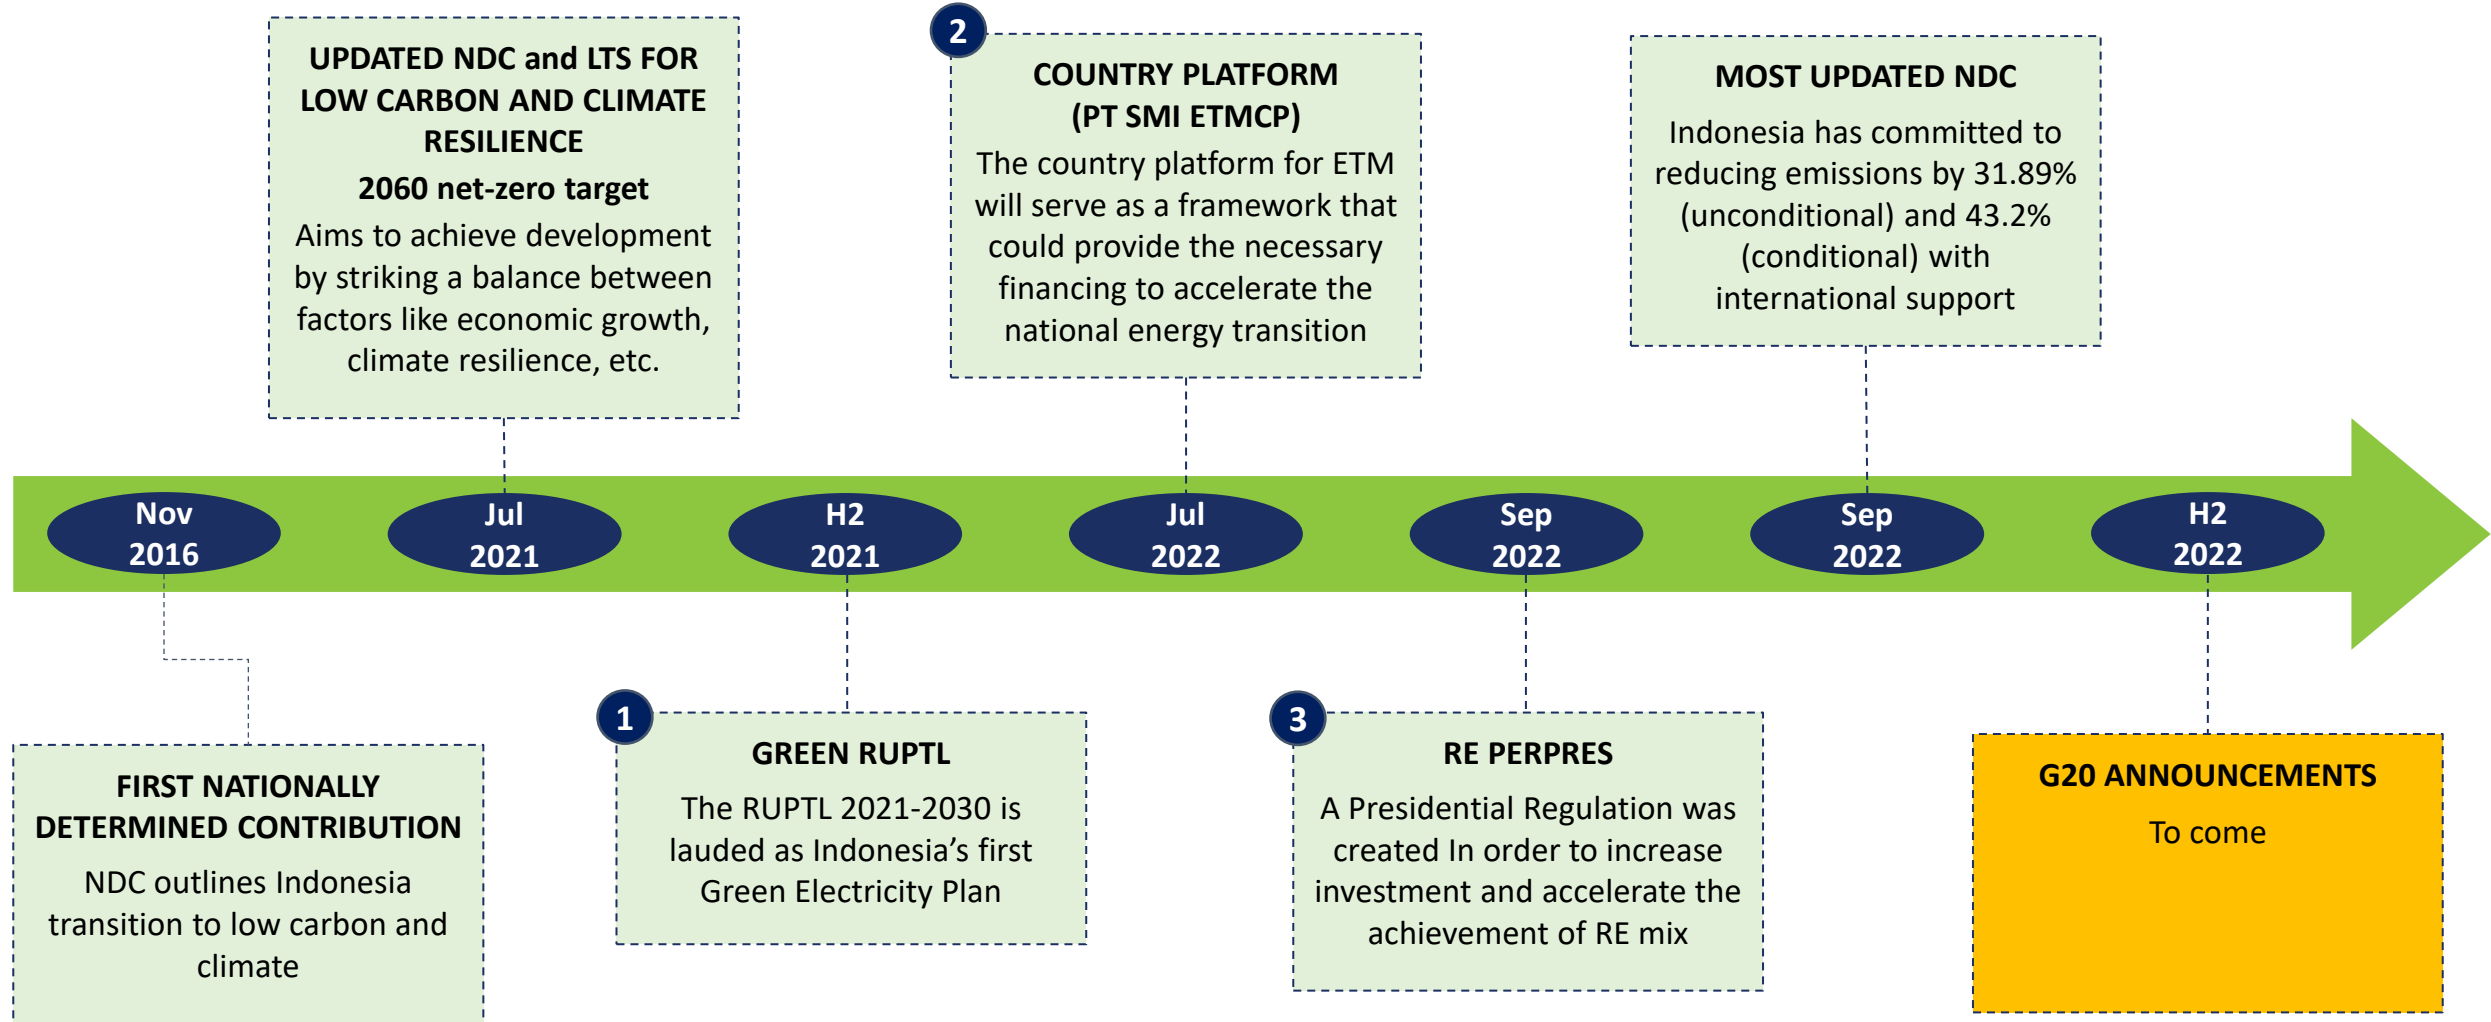 UPDATED NDC and LTS FOR
LOW CARBON AND CLIMATE
RESILIENCE
2060 net-zero target
Aims to achieve development
by striking a balance between
factors like economic growth,
climate resilience, etc.
2
COUNTRY PLATFORM
(PT SMI ETMCP)
The country platform for ETM
will serve as a framework that
could provide the necessary
financing to accelerate the
national energy transition
MOST UPDATED NDC
Indonesia has committed to
reducing emissions by 31.89%
(unconditional) and 43.2%
(conditional) with
international support
Nov
2016
Jul
2021
H2
2021
Jul
2022
Sep
2022
Sep
2022
H2
2022
FIRST NATIONALLY
DETERMINED CONTRIBUTION
NDC outlines Indonesia
transition to low carbon and
climate
1
GREEN RUPTL
The RUPTL 2021-2030 is
lauded as Indonesia’s first
Green Electricity Plan
3
RE PERPRES
A Presidential Regulation was
created In order to increase
investment and accelerate the
achievement of RE mix
G20 ANNOUNCEMENTS
To come